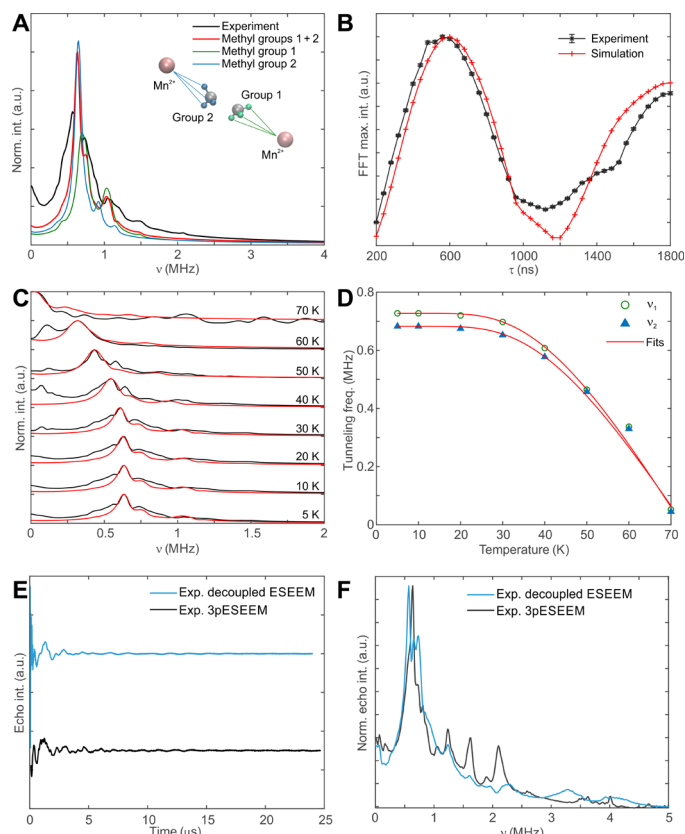 A
Norm. int. (a.u.)
Experiment
Methyl groups 1 + 2
Methyl group 1
Methyl group 2
Mn2+
Group 2
Group 1
Mn2+
0 1 2 3 4
ν (MHz)
B
FFT max. int. (a.u.)
Experiment
Simulation
200 600 1000 1400 1800
τ (ns)
C
Norm. int. (a.u.)
70 K
60 K
50 K
40 K
30 K
20 K
10 K
5 K
0 0.5 1 1.5 2
ν (MHz)
D
Tunneling freq. (MHz)
0.8
0.6
0.4
0.2
0
ν1
ν2
Fits
0 10 20 30 40 50 60 70
Temperature (K)
E
Echo int. (a.u.)
Exp. decoupled ESEEM
Exp. 3pESEEM
0 5 10 15 20 25
Time (μs)
F
Norm. echo int. (a.u.)
Exp. decoupled ESEEM
Exp. 3pESEEM
0 1 2 3 4 5
ν (MHz)